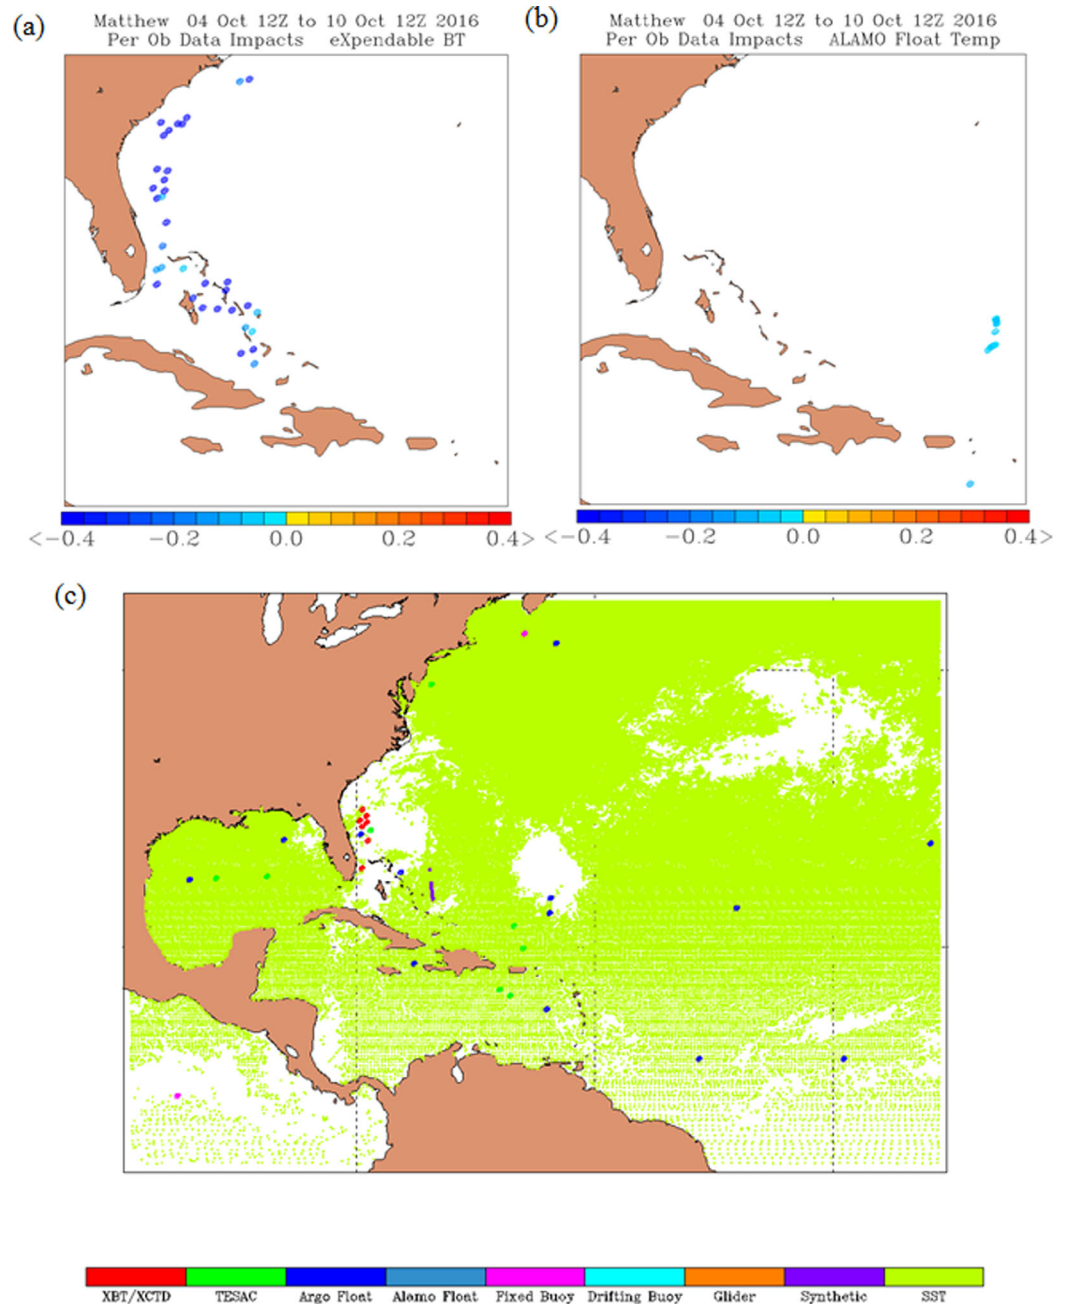 (a)
Matthew 04 Oct 12Z to 10 Oct 12Z 2016
Per Ob Data Impacts eXpendable BT
<-0.4 -0.2 0.0 0.2 0.4>
(b)
Matthew 04 Oct 12Z to 10 Oct 12Z 2016
Per Ob Data Impacts ALAMO Float Temp
<-0.4 -0.2 0.0 0.2 0.4>
(c)
XBT/XCTD TESAC Argo Float Alamo Float Fixed Buoy Drifting Buoy Glider Synthetic SST